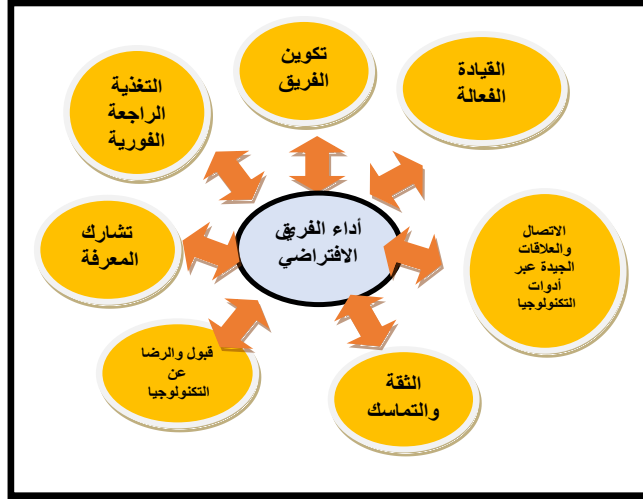 تكوين
الفريق
القيادة
الفعالة
التغذية
الراجعة
الفورية
أداء الفريق
الافتراضي
الاتصال
والعلاقات
الجيدة عبر
أدوات
التكنولوجيا
تشارك
المعرفة
قبول والرضا
عن
التكنولوجيا
الثقة
والتماسك